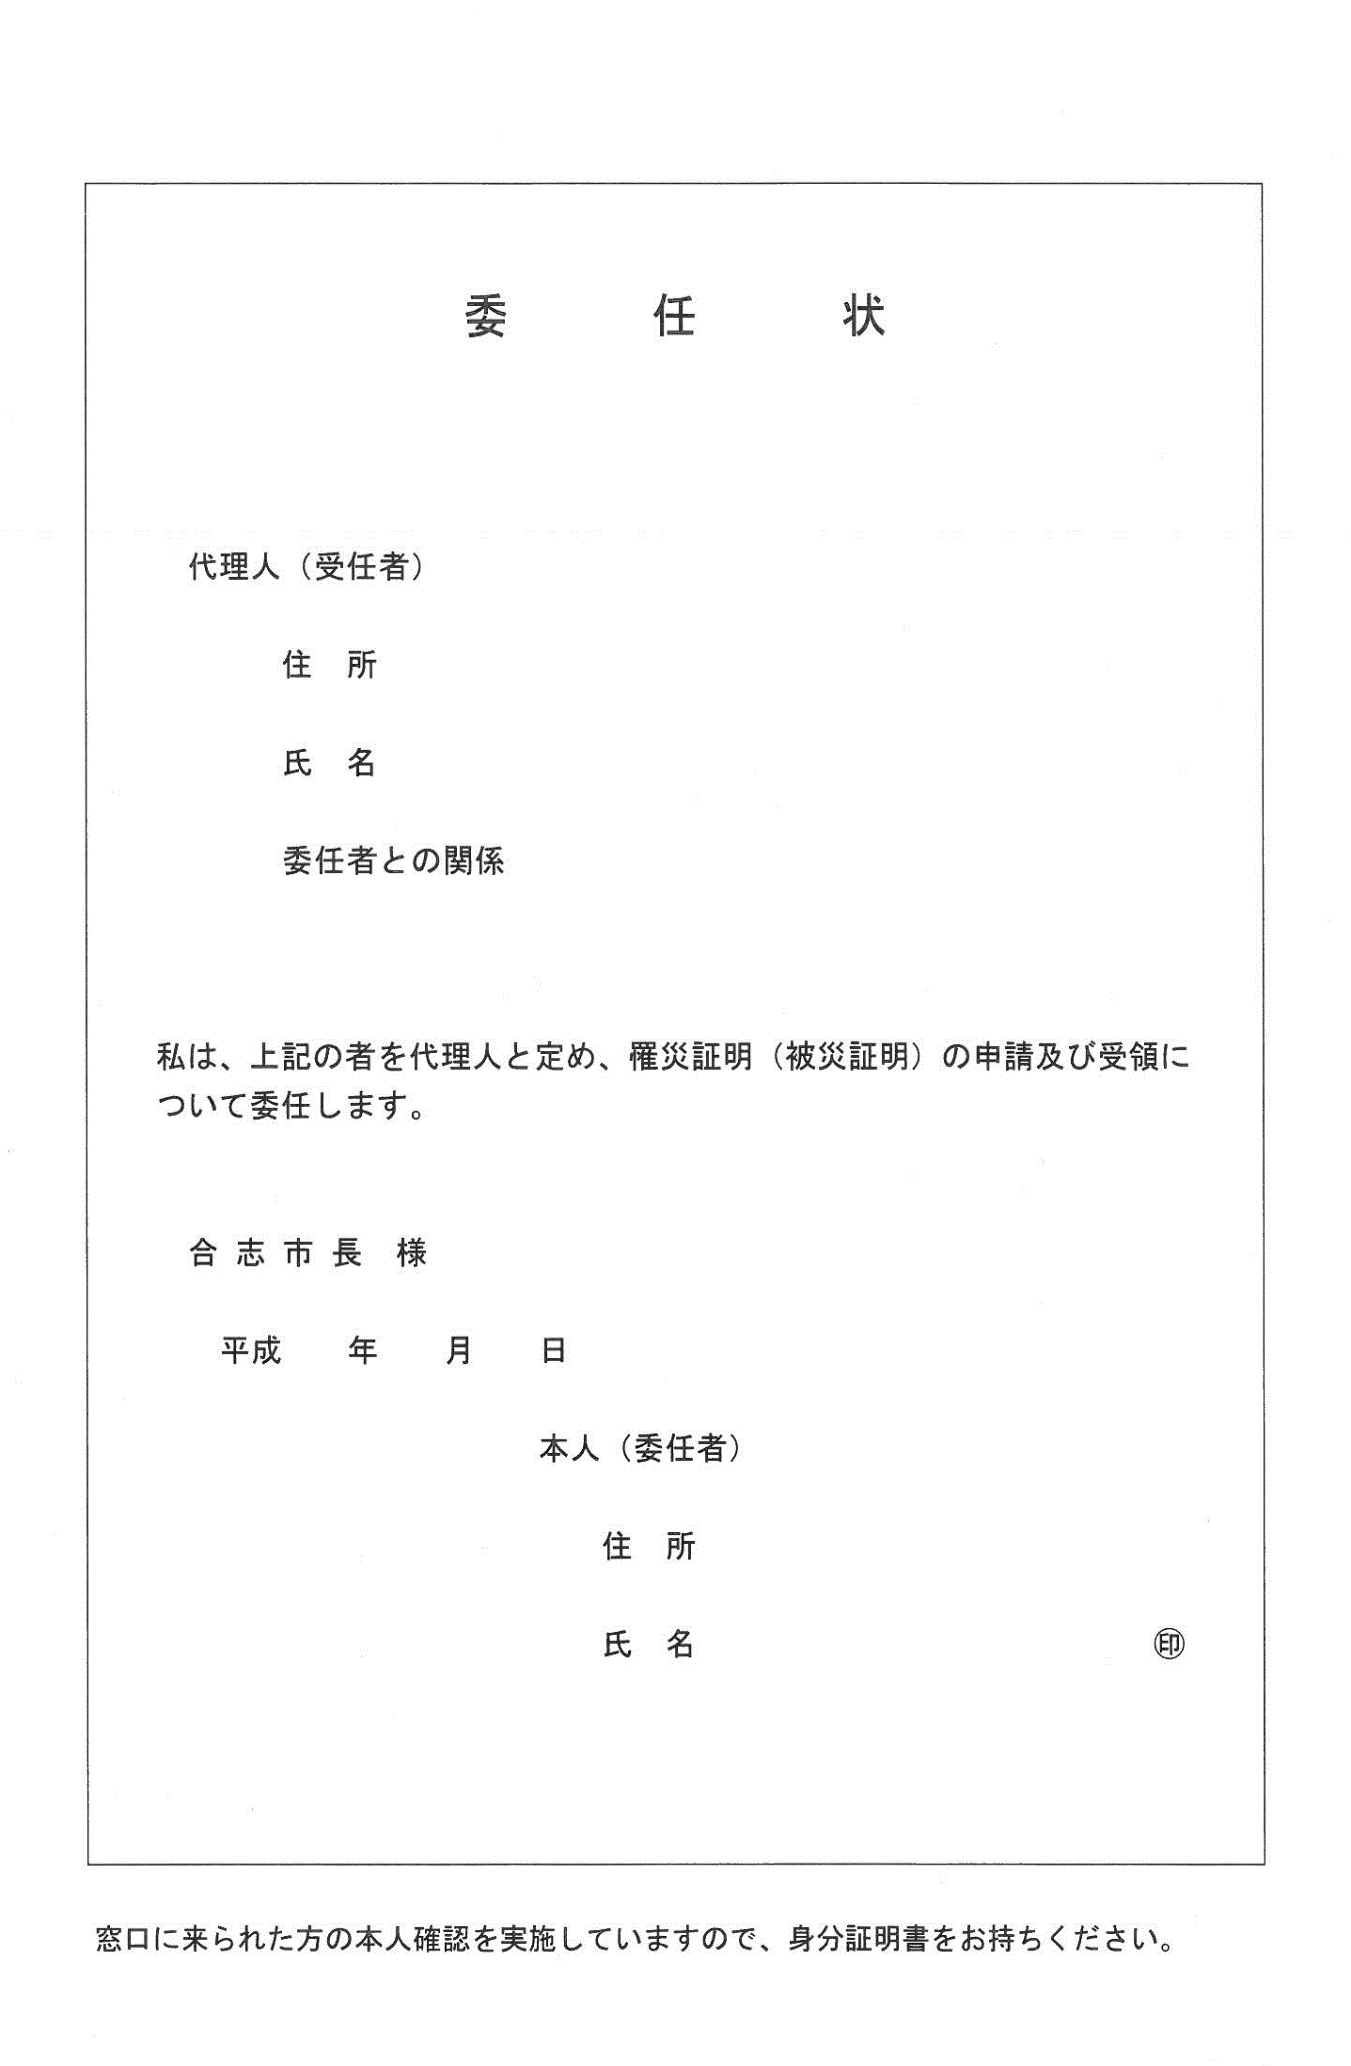 委　任　状
代理人（受任者）
住　所
氏　名
委任者との関係
私は、上記の者を代理人と定め、罹災証明（被災証明）の申請及び受領に
ついて委任します。
合 志 市 長　様
平成　　年　　月　　日
本人（委任者）
住　所
氏　名　　　㊞
窓口に来られた方の本人確認を実施していますので、身分証明書をお持ちください。